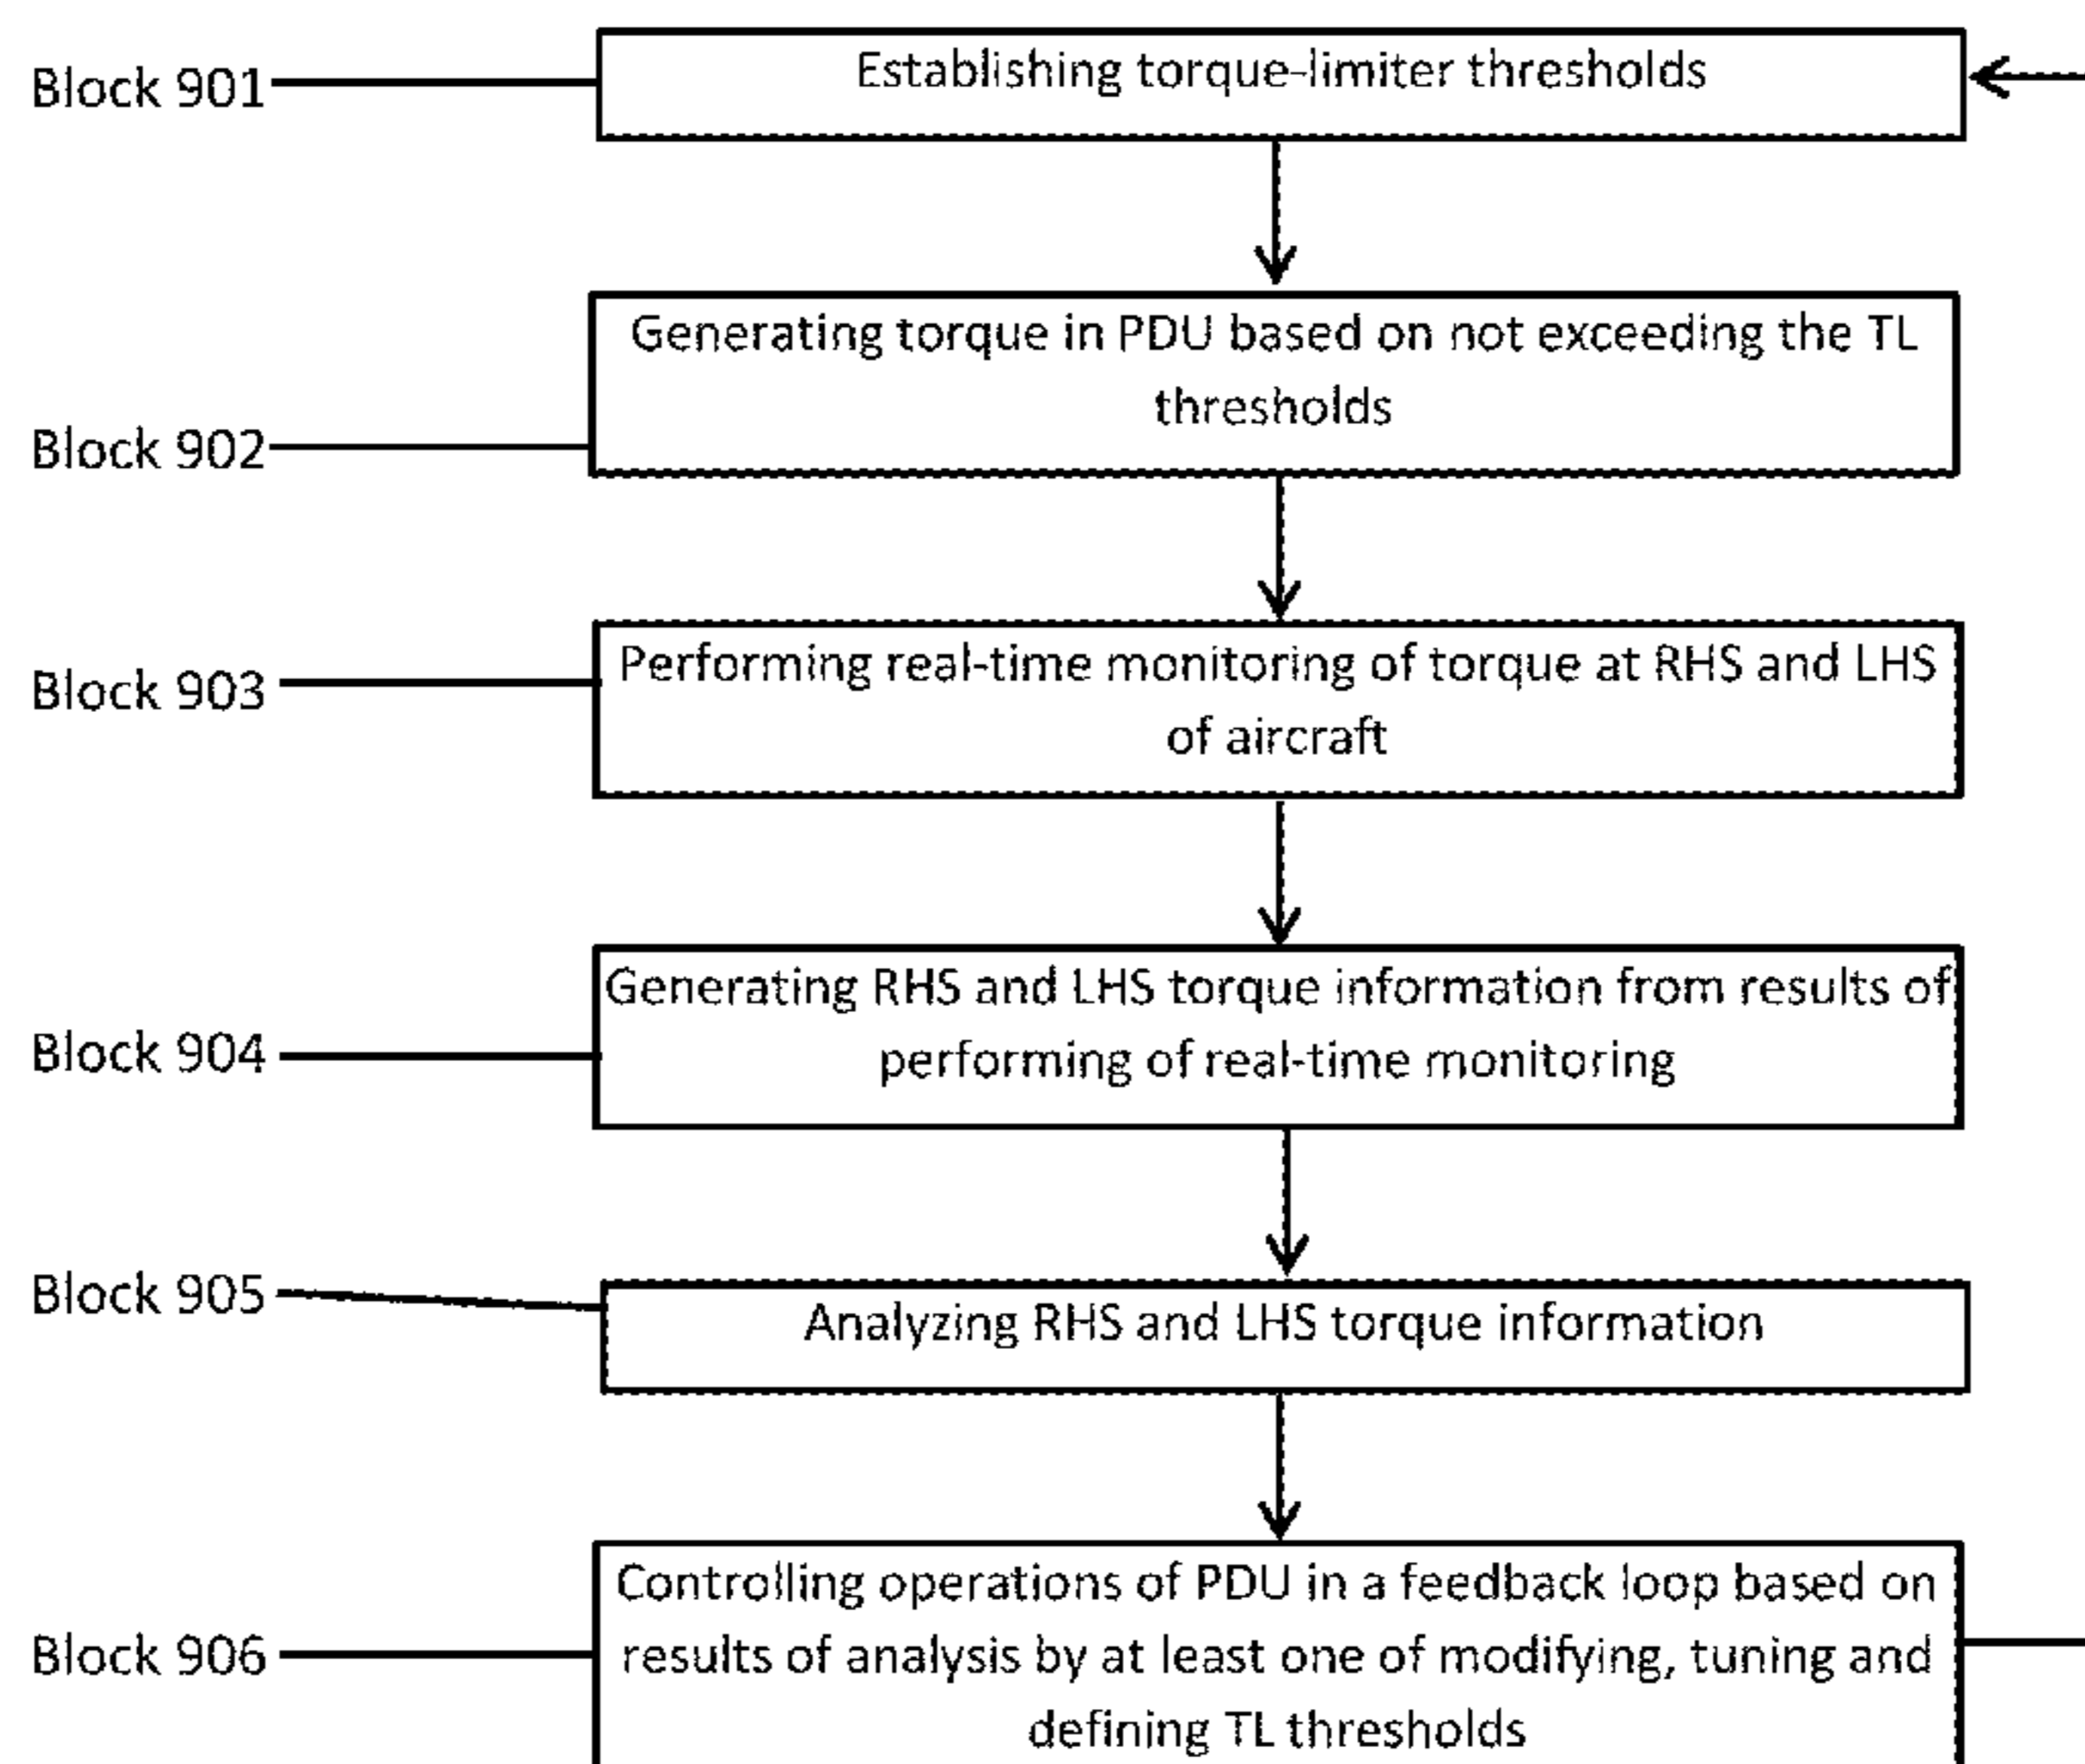 Block 901
Establishing torque-limiter thresholds
Block 902
Generating torque in PDU based on not exceeding the TL
thresholds
Block 903
Performing real-time monitoring of torque at RHS and LHS
of aircraft
Block 904
Generating RHS and LHS torque information from results of
performing of real-time monitoring
Block 905
Analyzing RHS and LHS torque information
Block 906
Controlling operations of PDU in a feedback loop based on
results of analysis by at least one of modifying, tuning and
defining TL thresholds